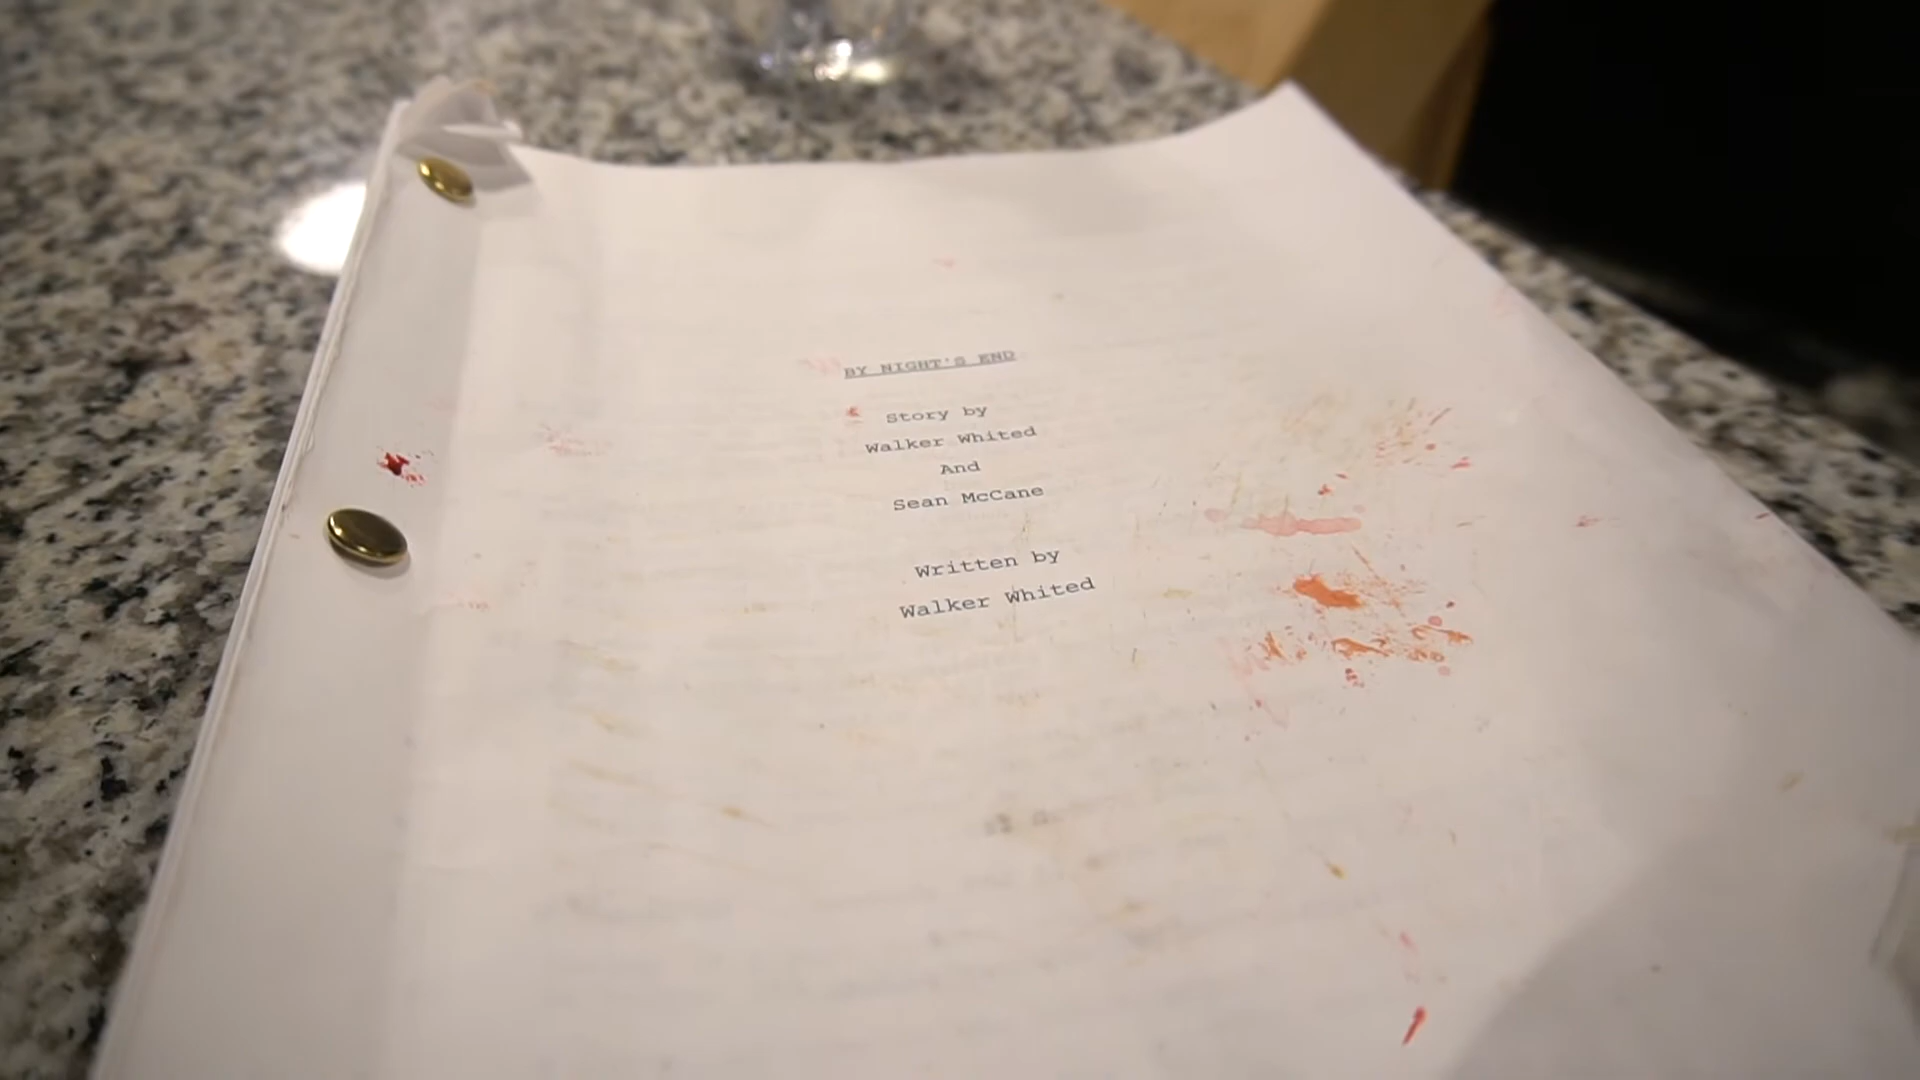 BY NIGHT'S END
Story by
Walker Whited
And
Sean McCane
Written by
Walker Whited